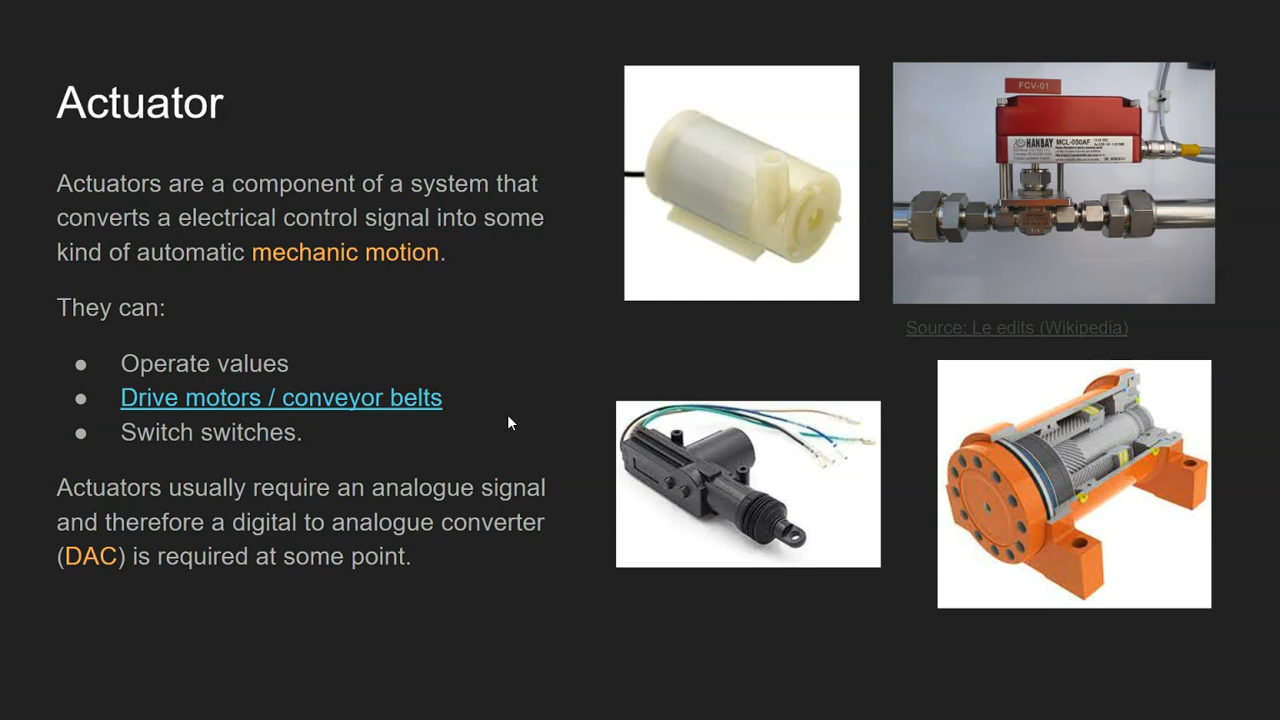 Actuator
Actuators are a component of a system that
converts a electrical control signal into some
kind of automatic mechanic motion.
They can:
● Operate values
● Drive motors / conveyor belts
● Switch switches.
Actuators usually require an analogue signal
and therefore a digital to analogue converter
(DAC) is required at some point.
FCV-01
HANBAY MCL-050AF
Source: Le edits (Wikipedia)